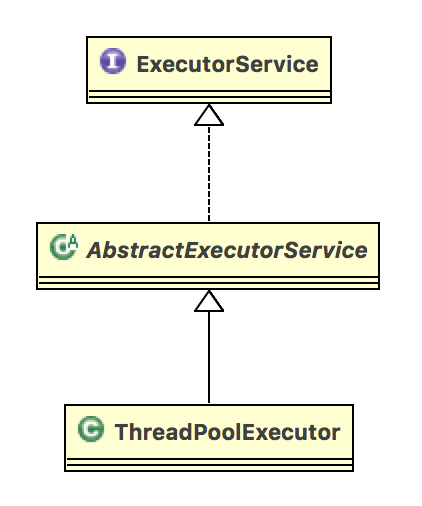 I ExecutorService
C A AbstractExecutorService
C ThreadPoolExecutor